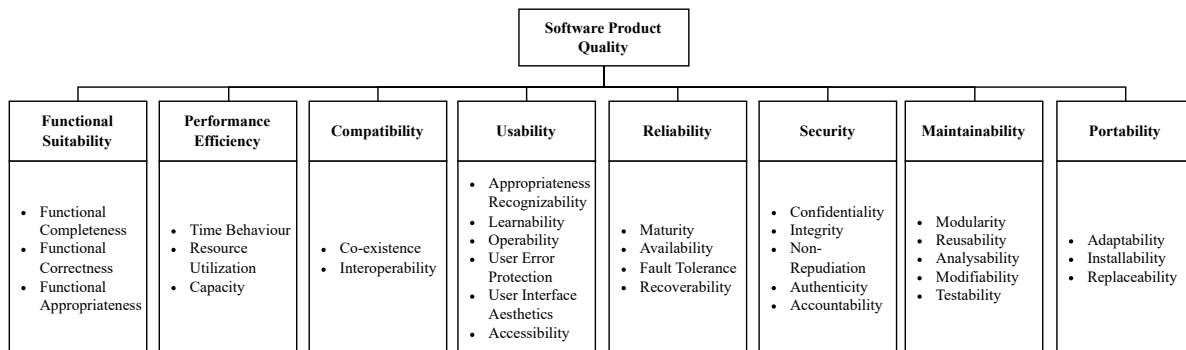 Software Product
Quality
Functional
Suitability
Performance
Efficiency
Compatibility
Usability
Reliability
Security
Maintainability
Portability
• Functional
Completeness
• Functional
Correctness
• Functional
Appropriateness
• Time Behaviour
• Resource
Utilization
• Capacity
• Co-existence
• Interoperability
• Appropriateness
Recognizability
• Learnability
• Operability
• User Error
Protection
• User Interface
Aesthetics
• Accessibility
• Maturity
• Availability
• Fault Tolerance
• Recoverability
• Confidentiality
• Integrity
• Non-
Repudiation
• Authenticity
• Accountability
• Modularity
• Reusability
• Analysability
• Modifiability
• Testability
• Adaptability
• Installability
• Replaceability